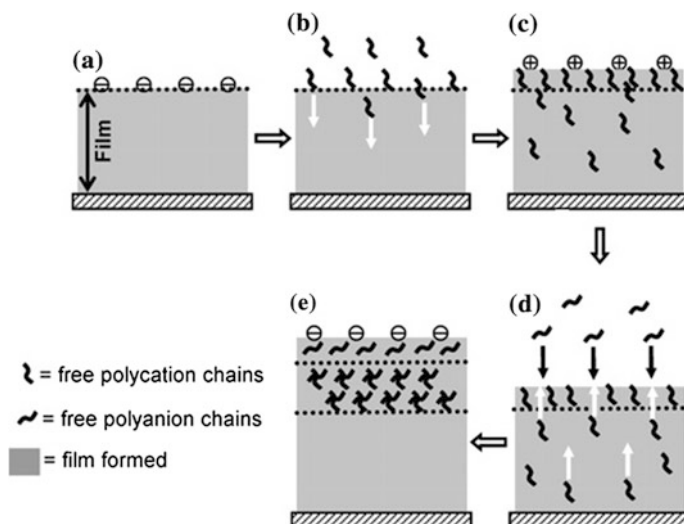 (a)
(b)
(c)
Film
(e)
(d)
= free polycation chains
= free polyanion chains
= film formed